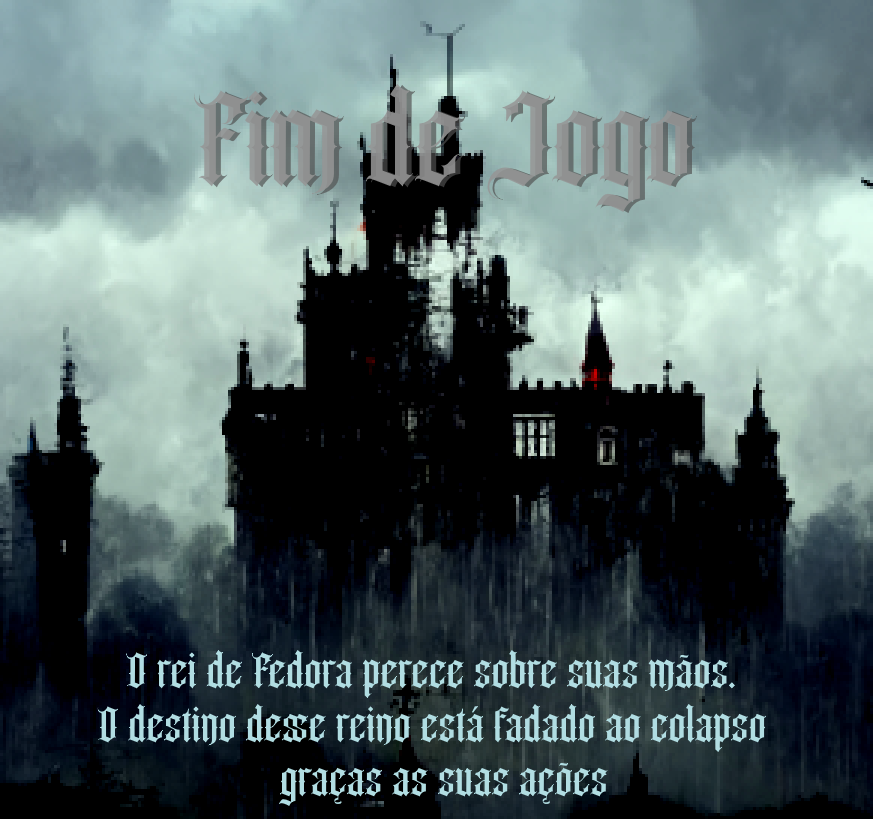 Fim de Jogo
O rei de Fedora perece sobre suas mãos.
O destino desse reino está fadado ao colapso
graças as suas ações